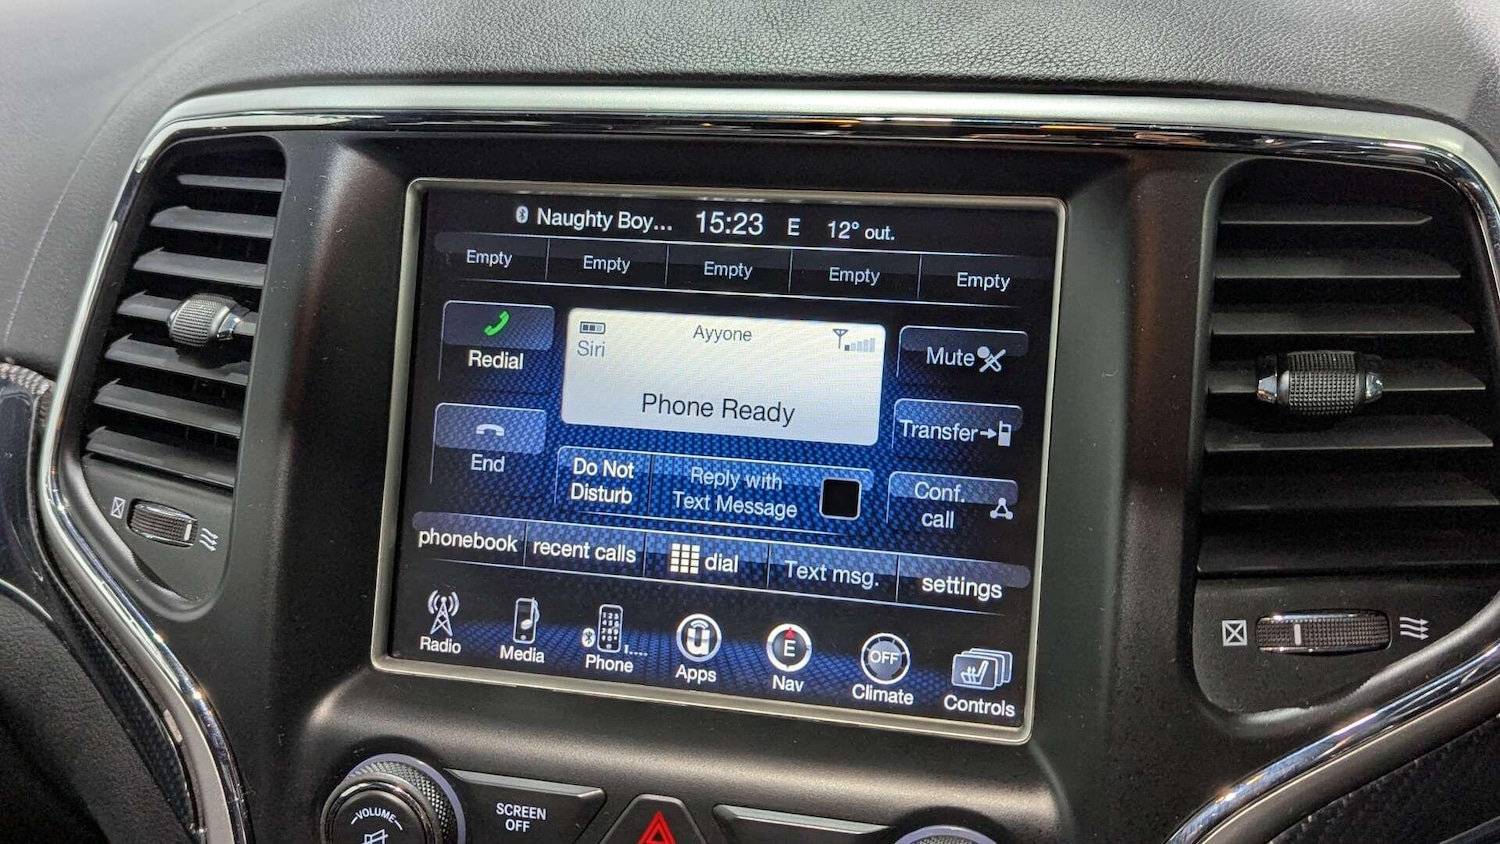 Naughty Boy... 15:23 E 12° out.
Empty Empty Empty Empty Empty
Redial
Siri
Ayyone
Phone Ready
Mute
End
Do Not
Disturb
Reply with
Text Message
Transfer
Conf.
call
phonebook recent calls dial Text msg. settings
Radio Media Phone Apps E Nav OFF Climate Controls
VOLUME
SCREEN
OFF